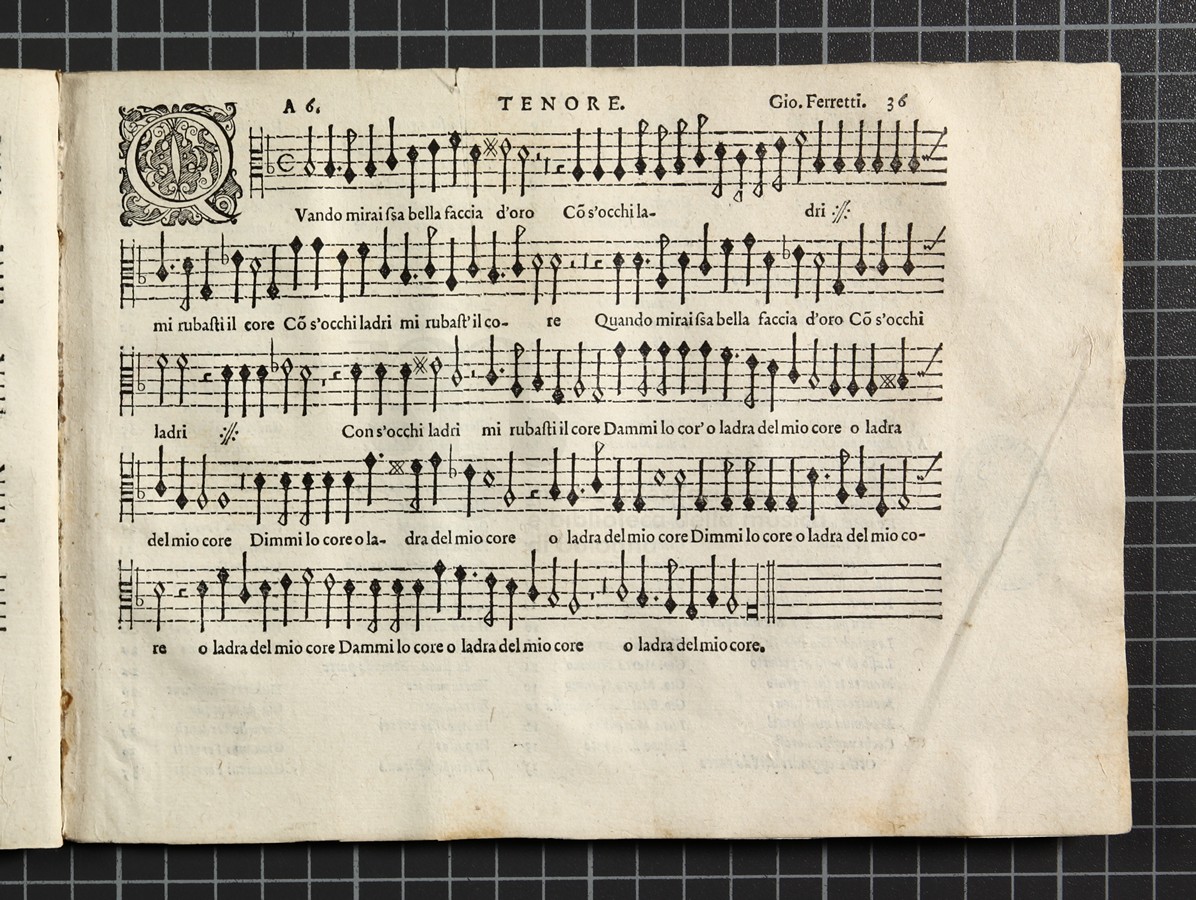 A 6. TENORE. Gio. Ferretti. 36
QVando mirai ſsa bella faccia d'oro Cõ s'occhi la- dri ://:
mi rubaſti il core Cõ s'occhi ladri mi rubaſt'il co- re Quando mirai ſsa bella faccia d'oro Cõ s'occhi
ladri ://: Con s'occhi ladri mi rubaſti il core Dammi lo cor' o ladra del mio core o ladra
del mio core Dimmi lo core o la- dra del mio core o ladra del mio core Dimmi lo core o ladra del mio co-
re o ladra del mio core Dammi lo core o ladra del mio core o ladra del mio core.